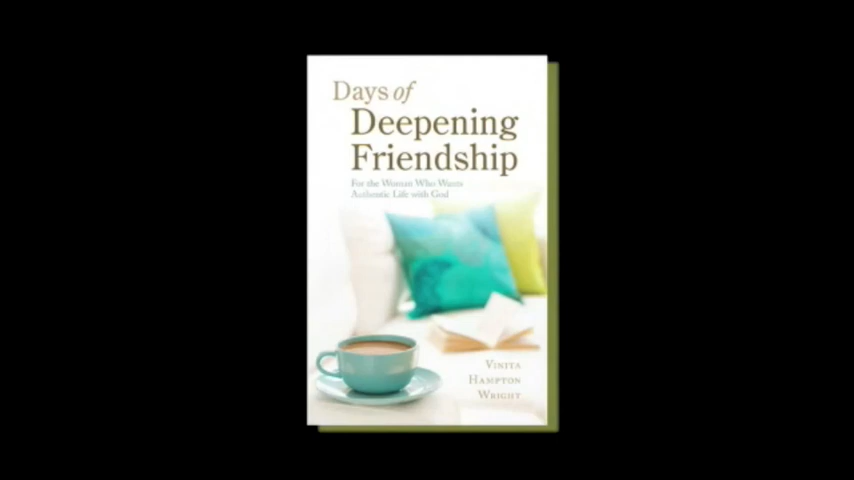 Days of
Deepening
Friendship
For the Woman Who Wants
Authentic Life with God
VINITA
HAMPTON
WRIGHT